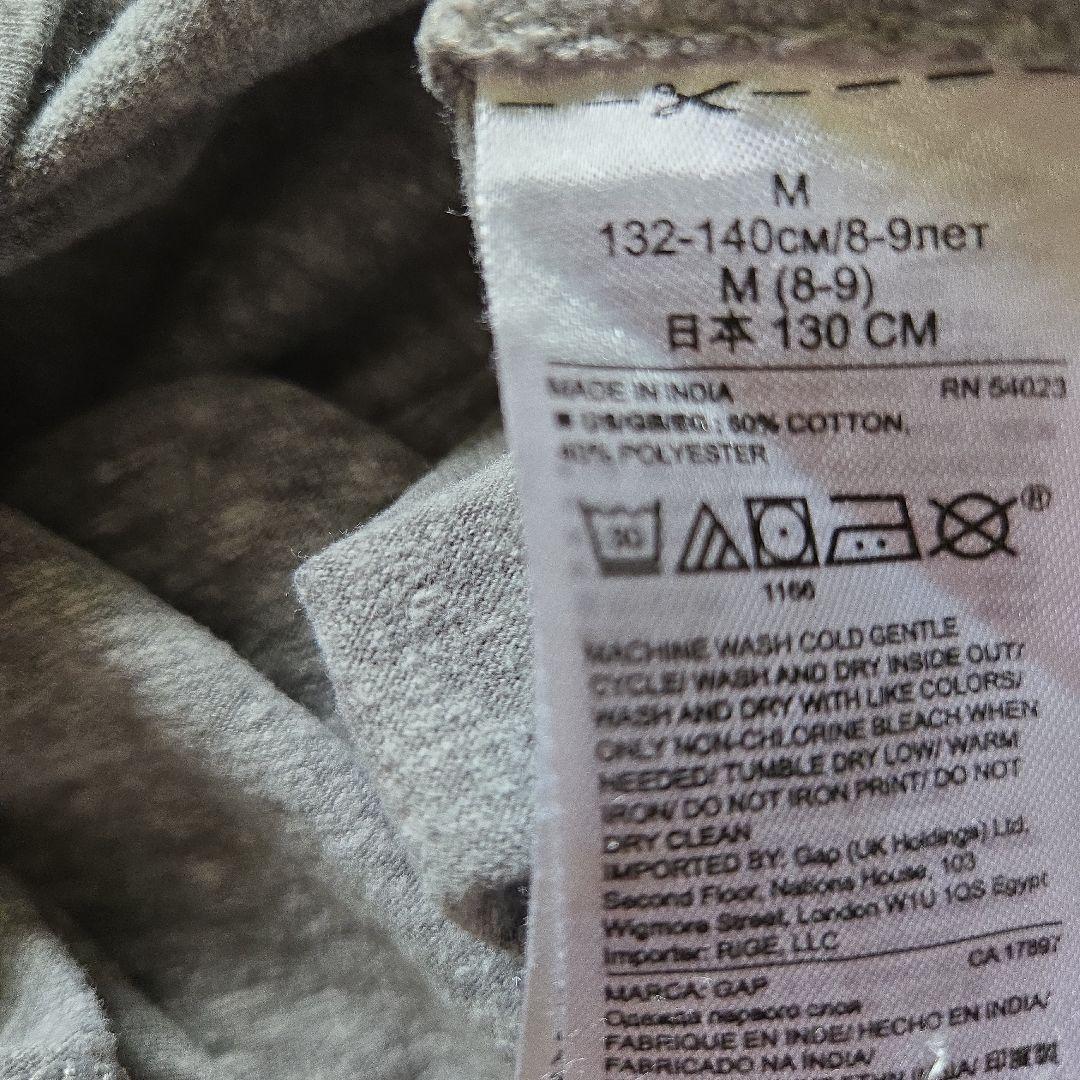 M
132-140см/8-9лет
M (8-9)
日本 130 CM
MADE IN INDIA RN 54023
: 60% COTTON,
40% POLYESTER
30
®
1166
MACHINE WASH COLD GENTLE
CYCLE/ WASH AND DRY INSIDE OUT/
WASH AND DRY WITH LIKE COLORS/
ONLY NON-CHLORINE BLEACH WHEN
NEEDED/ TUMBLE DRY LOW/ WARM
IRON/ DO NOT IRON PRINT/ DO NOT
DRY CLEAN
IMPORTED BY: Gap (UK Holdings) Ltd.
Second Floor, Nations House, 103
Wigmore Street, London W1U 1QS Egypt
Importer: RIGE, LLC
CA 17897
MARCA: GAP
Одежда первого слоя
FABRIQUE EN INDE/ HECHO EN INDIA/
FABRICADO NA ÍNDIA/